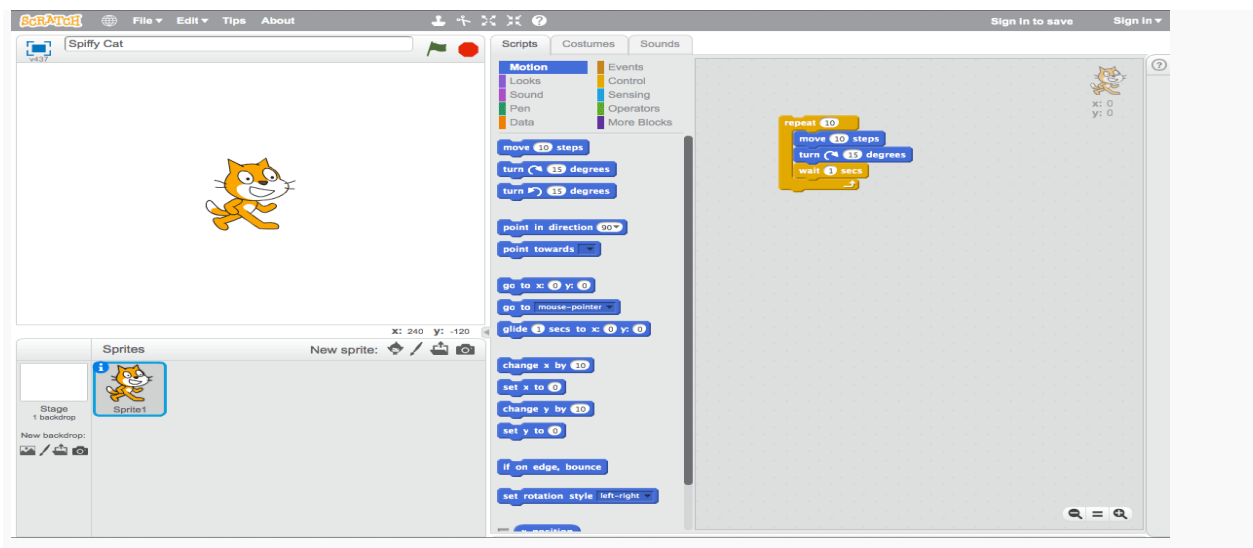 SCRATCH File Edit Tips About Sign in to save Sign in
Spiffy Cat
v437
x: 240 y: -120
Sprites New sprite:
Stage
1 backdrop
New backdrop:
Sprite1
Scripts Costumes Sounds
Motion Events
Looks Control
Sound Sensing
Pen Operators
Data More Blocks
move 10 steps
turn 15 degrees
turn 15 degrees
point in direction 90
point towards
go to x: 0 y: 0
go to mouse-pointer
glide 1 secs to x: 0 y: 0
change x by 10
set x to 0
change y by 10
set y to 0
if on edge, bounce
set rotation style left-right
x position
repeat 10
move 10 steps
turn 15 degrees
wait 1 secs
x: 0
y: 0